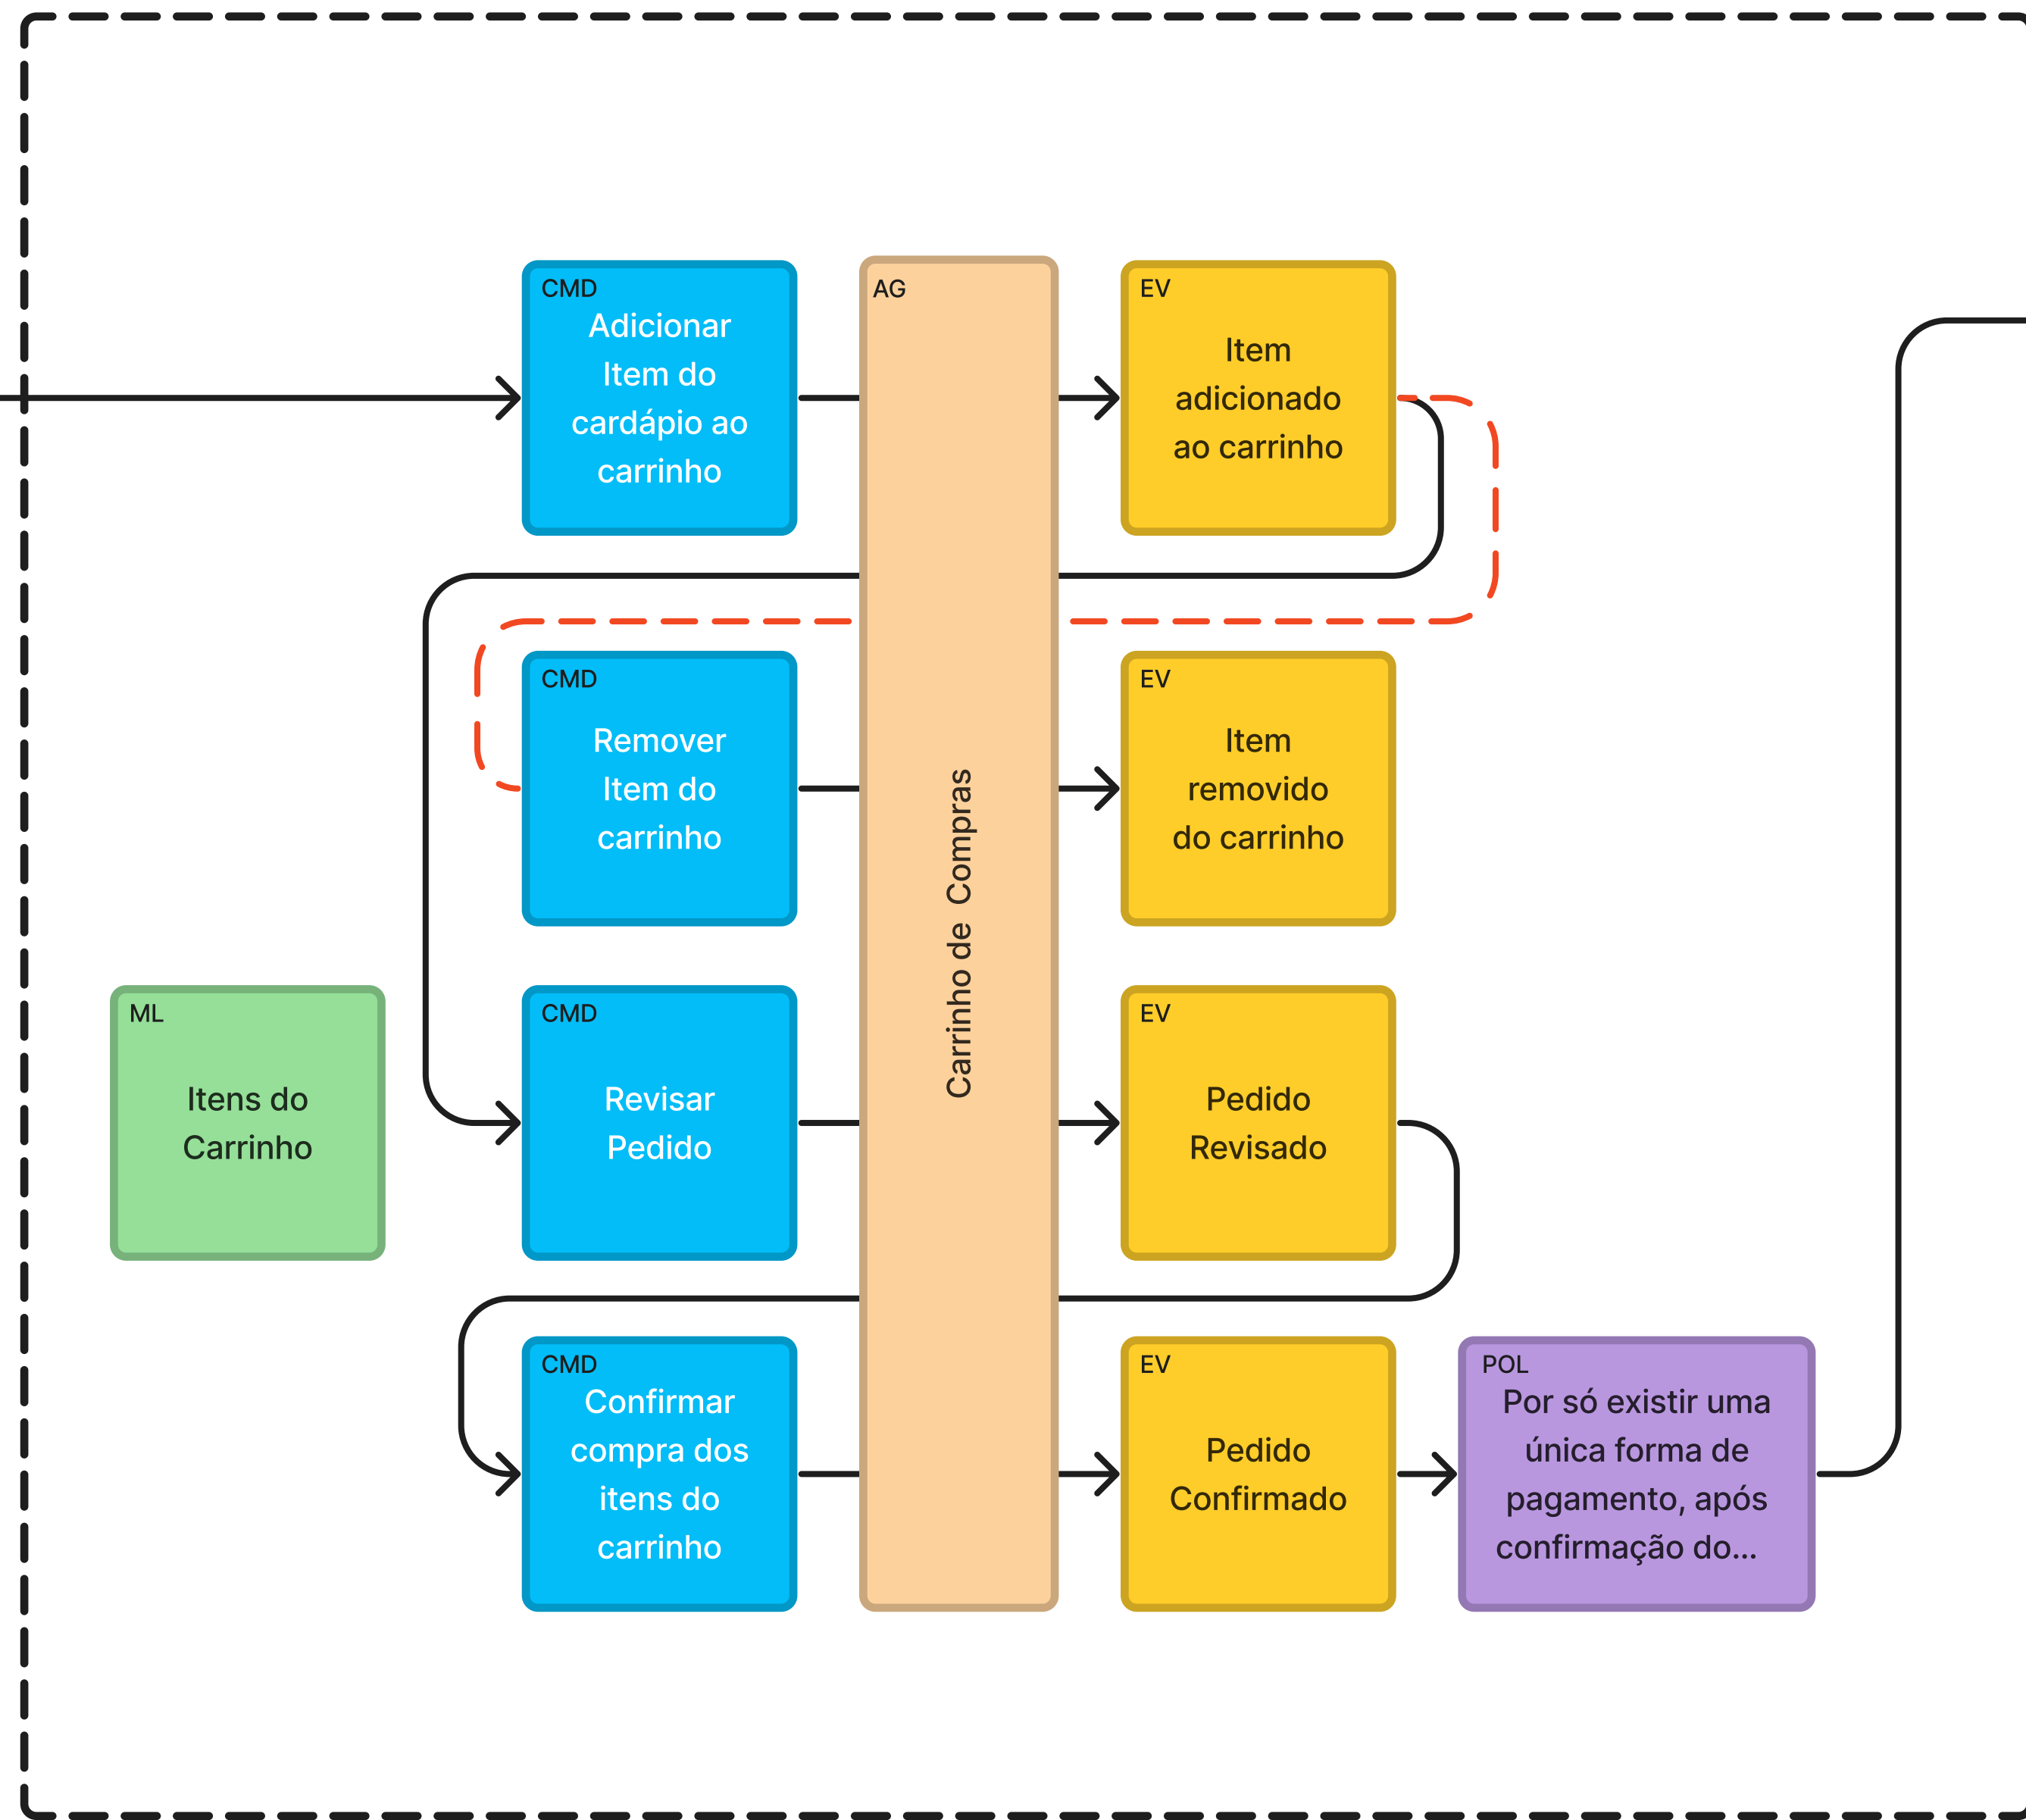 CMD
Adicionar
Item do
cardápio ao
carrinho
AG
Carrinho de Compras
EV
Item
adicionado
ao carrinho
CMD
Remover
Item do
carrinho
EV
Item
removido
do carrinho
ML
Itens do
Carrinho
CMD
Revisar
Pedido
EV
Pedido
Revisado
CMD
Confirmar
compra dos
itens do
carrinho
EV
Pedido
Confirmado
POL
Por só existir uma
única forma de
pagamento, após
confirmação do...